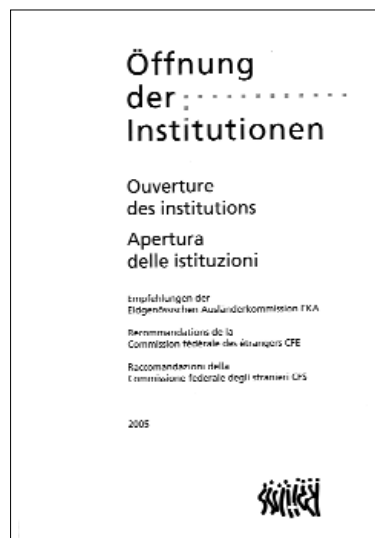 Öffnung
der
Institutionen
Ouverture
des institutions
Apertura
delle istituzioni
Empfehlungen der
Eidgenössischen Ausländerkommission EKA
Recommandations de la
Commission fédérale des étrangers CFE
Raccomandazioni della
Commissione federale degli stranieri CFS
2005